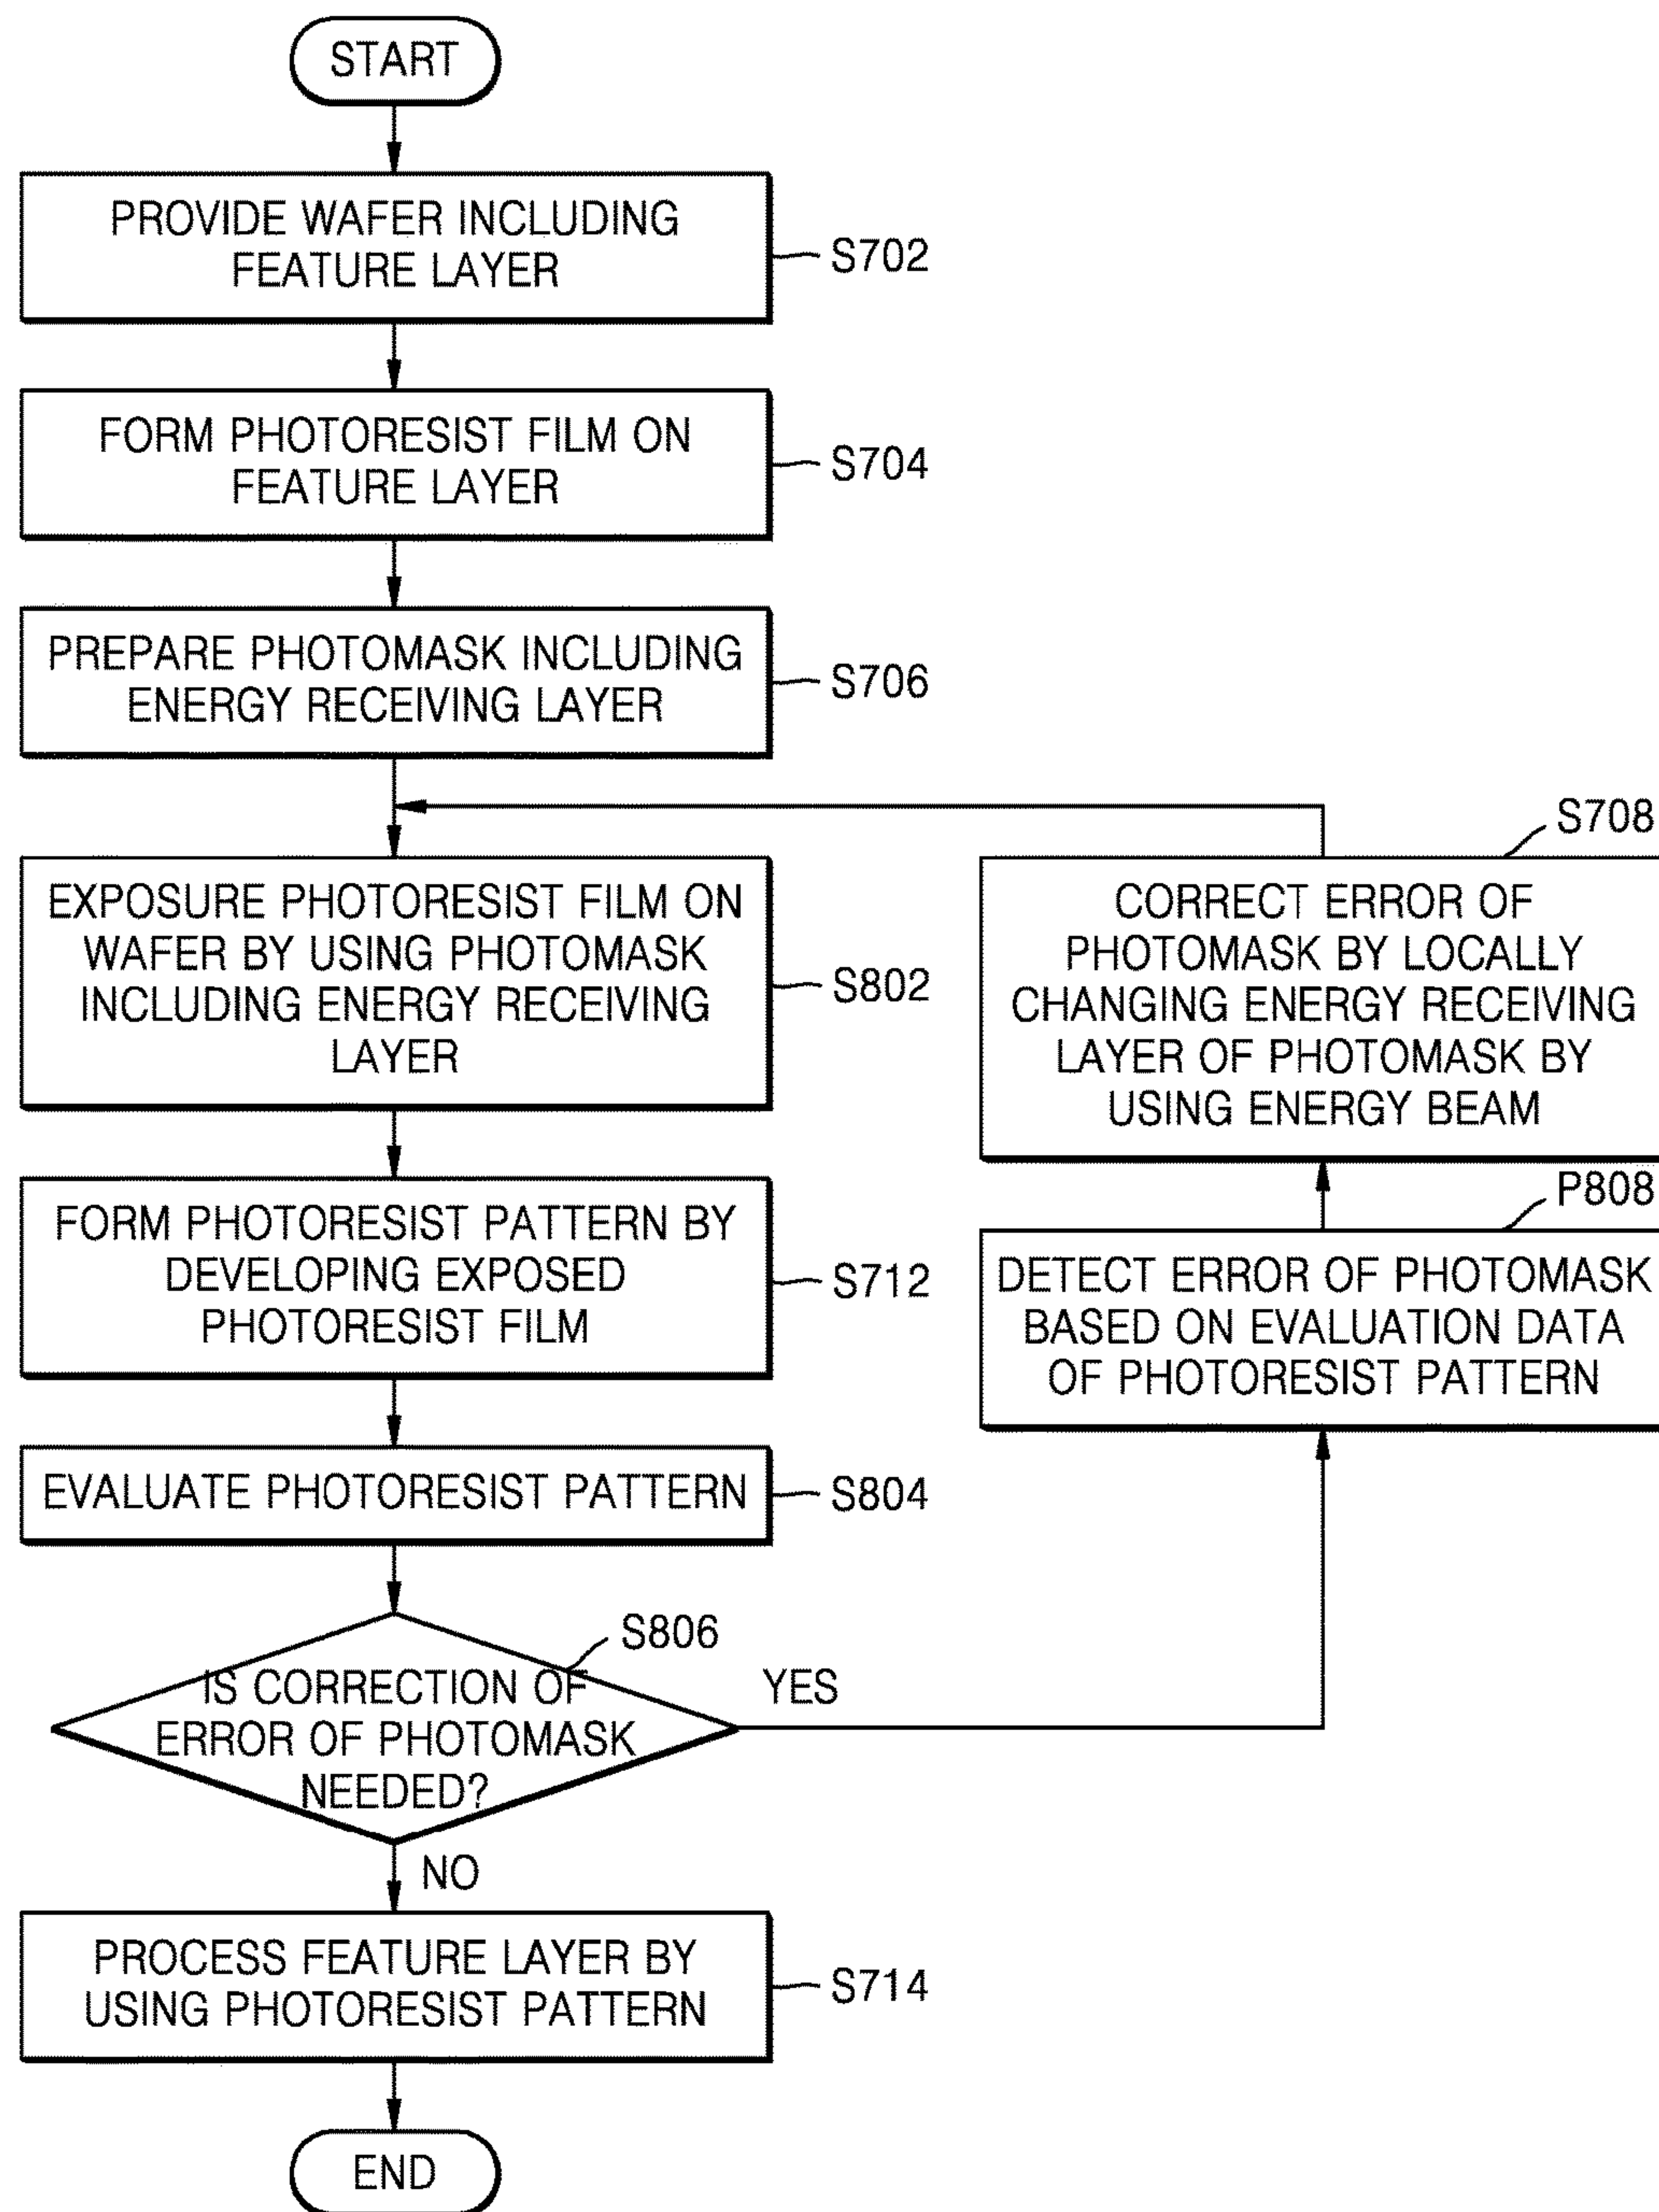 START
PROVIDE WAFER INCLUDING
FEATURE LAYER
S702
FORM PHOTORESIST FILM ON
FEATURE LAYER
S704
PREPARE PHOTOMASK INCLUDING
ENERGY RECEIVING LAYER
S706
EXPOSURE PHOTORESIST FILM ON
WAFER BY USING PHOTOMASK
INCLUDING ENERGY RECEIVING
LAYER
S802
FORM PHOTORESIST PATTERN BY
DEVELOPING EXPOSED
PHOTORESIST FILM
S712
EVALUATE PHOTORESIST PATTERN
S804
S806
IS CORRECTION OF
ERROR OF PHOTOMASK
NEEDED?
YES
NO
S708
CORRECT ERROR OF
PHOTOMASK BY LOCALLY
CHANGING ENERGY RECEIVING
LAYER OF PHOTOMASK BY
USING ENERGY BEAM
P808
DETECT ERROR OF PHOTOMASK
BASED ON EVALUATION DATA
OF PHOTORESIST PATTERN
PROCESS FEATURE LAYER BY
USING PHOTORESIST PATTERN
S714
END